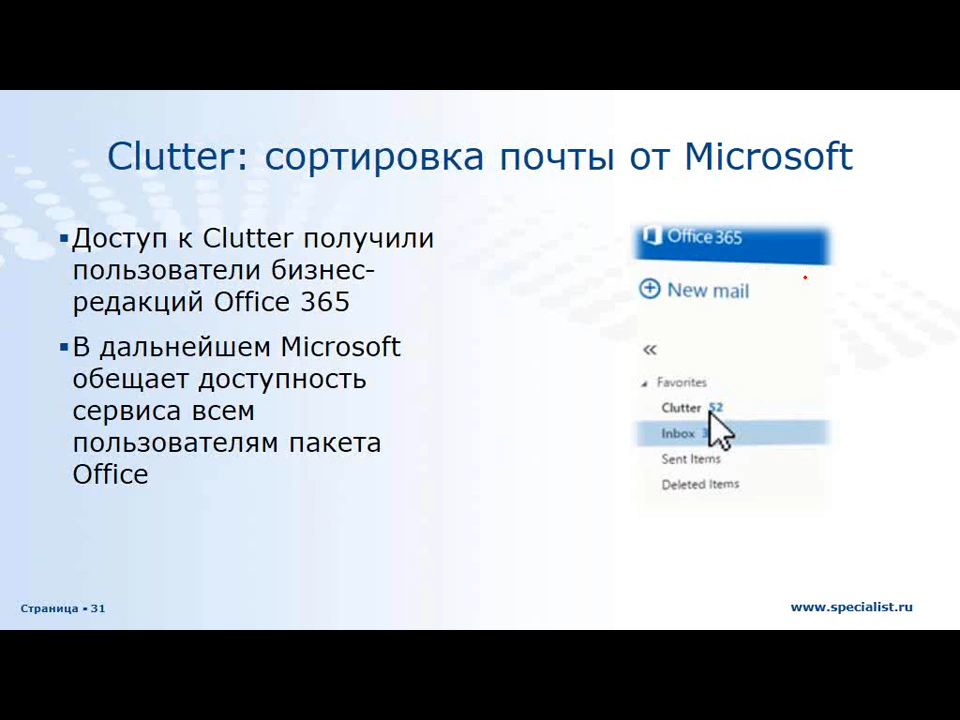 Clutter: сортировка почты от Microsoft
▪Доступ к Clutter получили
пользователи бизнес-
редакций Office 365
▪В дальнейшем Microsoft
обещает доступность
сервиса всем
пользователям пакета
Office
Office 365
New mail
«
Favorites
Clutter 52
Inbox 3
Sent Items
Deleted Items
Страница ▪ 31
www.specialist.ru